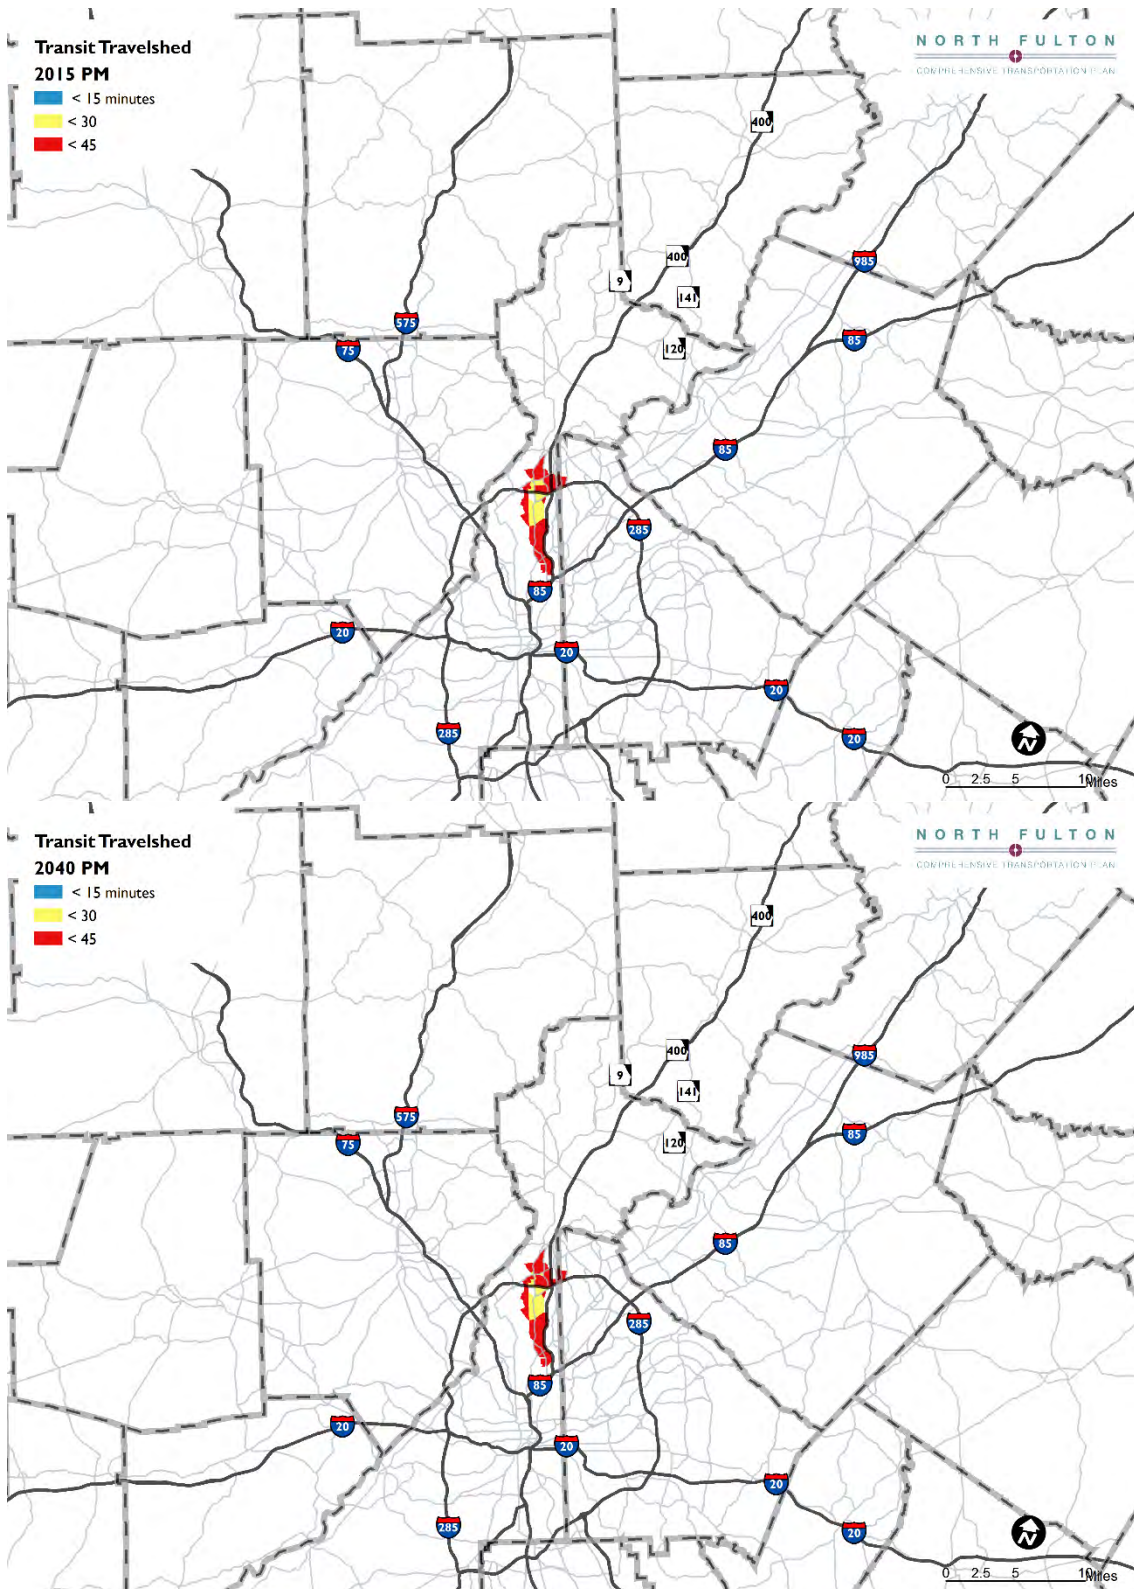 Transit Travelshed
2015 PM
< 15 minutes
< 30
< 45
NORTH FULTON
COMPREHENSIVE TRANSPORTATION PLAN
400
400
985
9
141
575
75
120
85
85
285
85
20
20
20
285
20
N
0 2.5 5 10 Miles
Transit Travelshed
2040 PM
< 15 minutes
< 30
< 45
NORTH FULTON
COMPREHENSIVE TRANSPORTATION PLAN
400
400
985
9
141
575
75
120
85
85
285
85
20
20
20
285
20
N
0 2.5 5 10 Miles